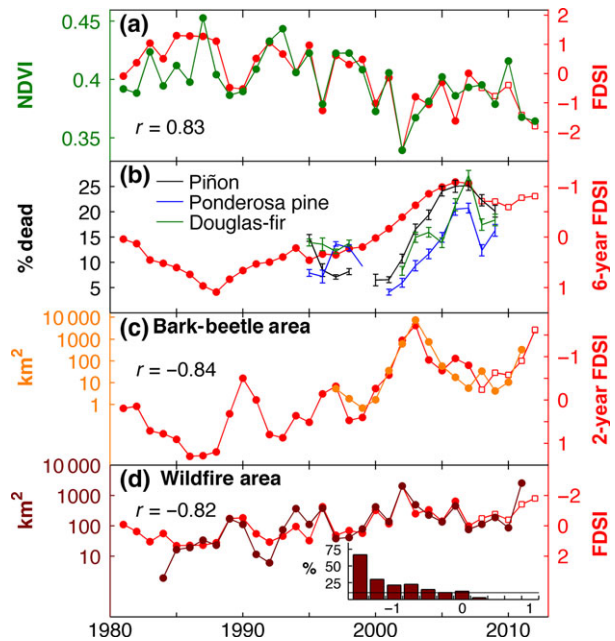 (a)
0.45
0.4
0.35
NDVI
r = 0.83
2
1
0
−1
−2
FDSI
(b)
Piñon
Ponderosa pine
Douglas-fir
25
20
15
10
5
% dead
−1
0
1
6-year FDSI
(c) Bark-beetle area
10 000
1000
100
10
1
km²
r = −0.84
−1
0
1
2-year FDSI
(d) Wildfire area
10 000
1000
100
10
km²
r = −0.82
−2
0
2
FDSI
75
50
25
%
−1
0
1
1980
1990
2000
2010